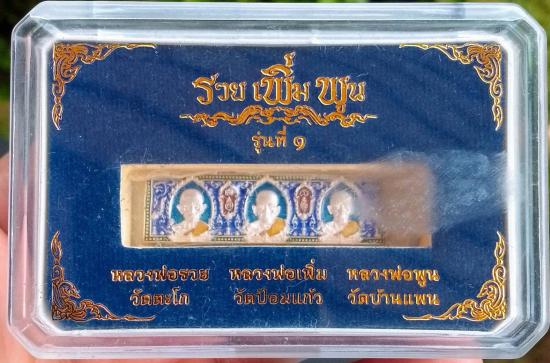 รวย เพิ่ม พูน
รุ่นที่ ๑
หลวงพ่อรวย หลวงพ่อเพิ่ม หลวงพ่อพูน
วัดตะโก วัดป้อมแก้ว วัดบ้านแพน